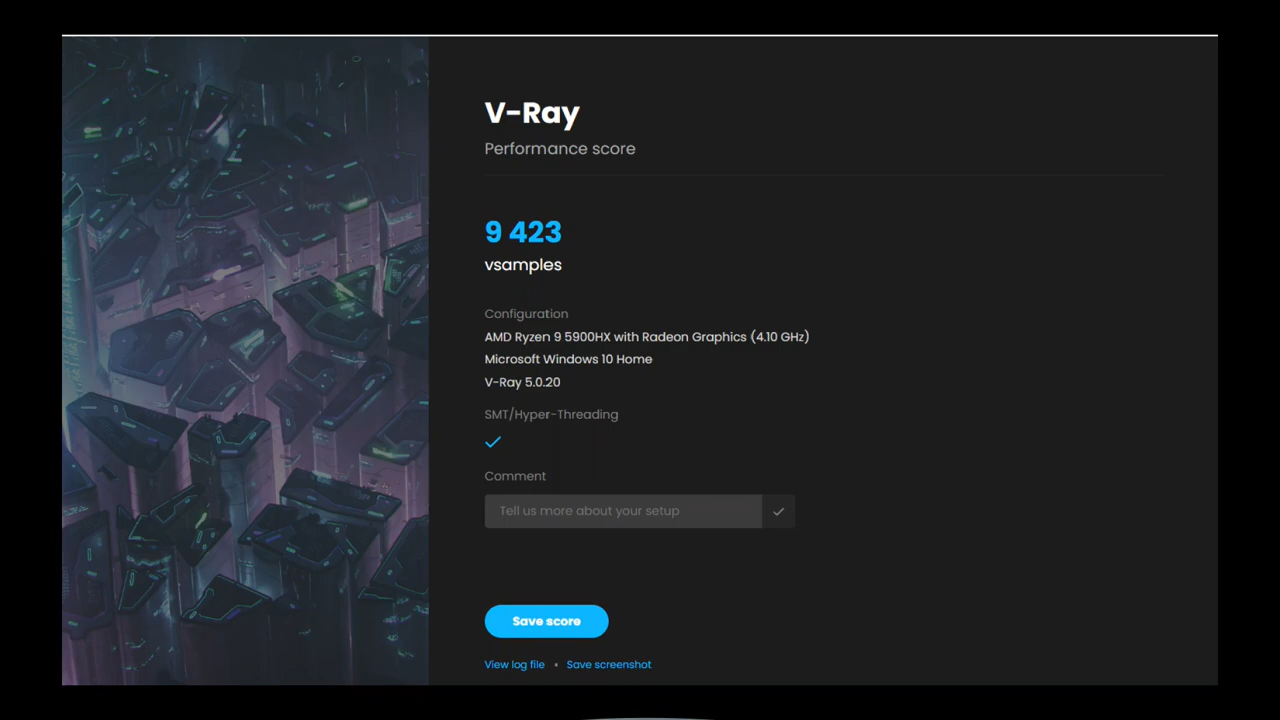 V-Ray
Performance score
9 423
vsamples
Configuration
AMD Ryzen 9 5900HX with Radeon Graphics (4.10 GHz)
Microsoft Windows 10 Home
V-Ray 5.0.20
SMT/Hyper-Threading
Comment
Tell us more about your setup
Save score
View log file • Save screenshot